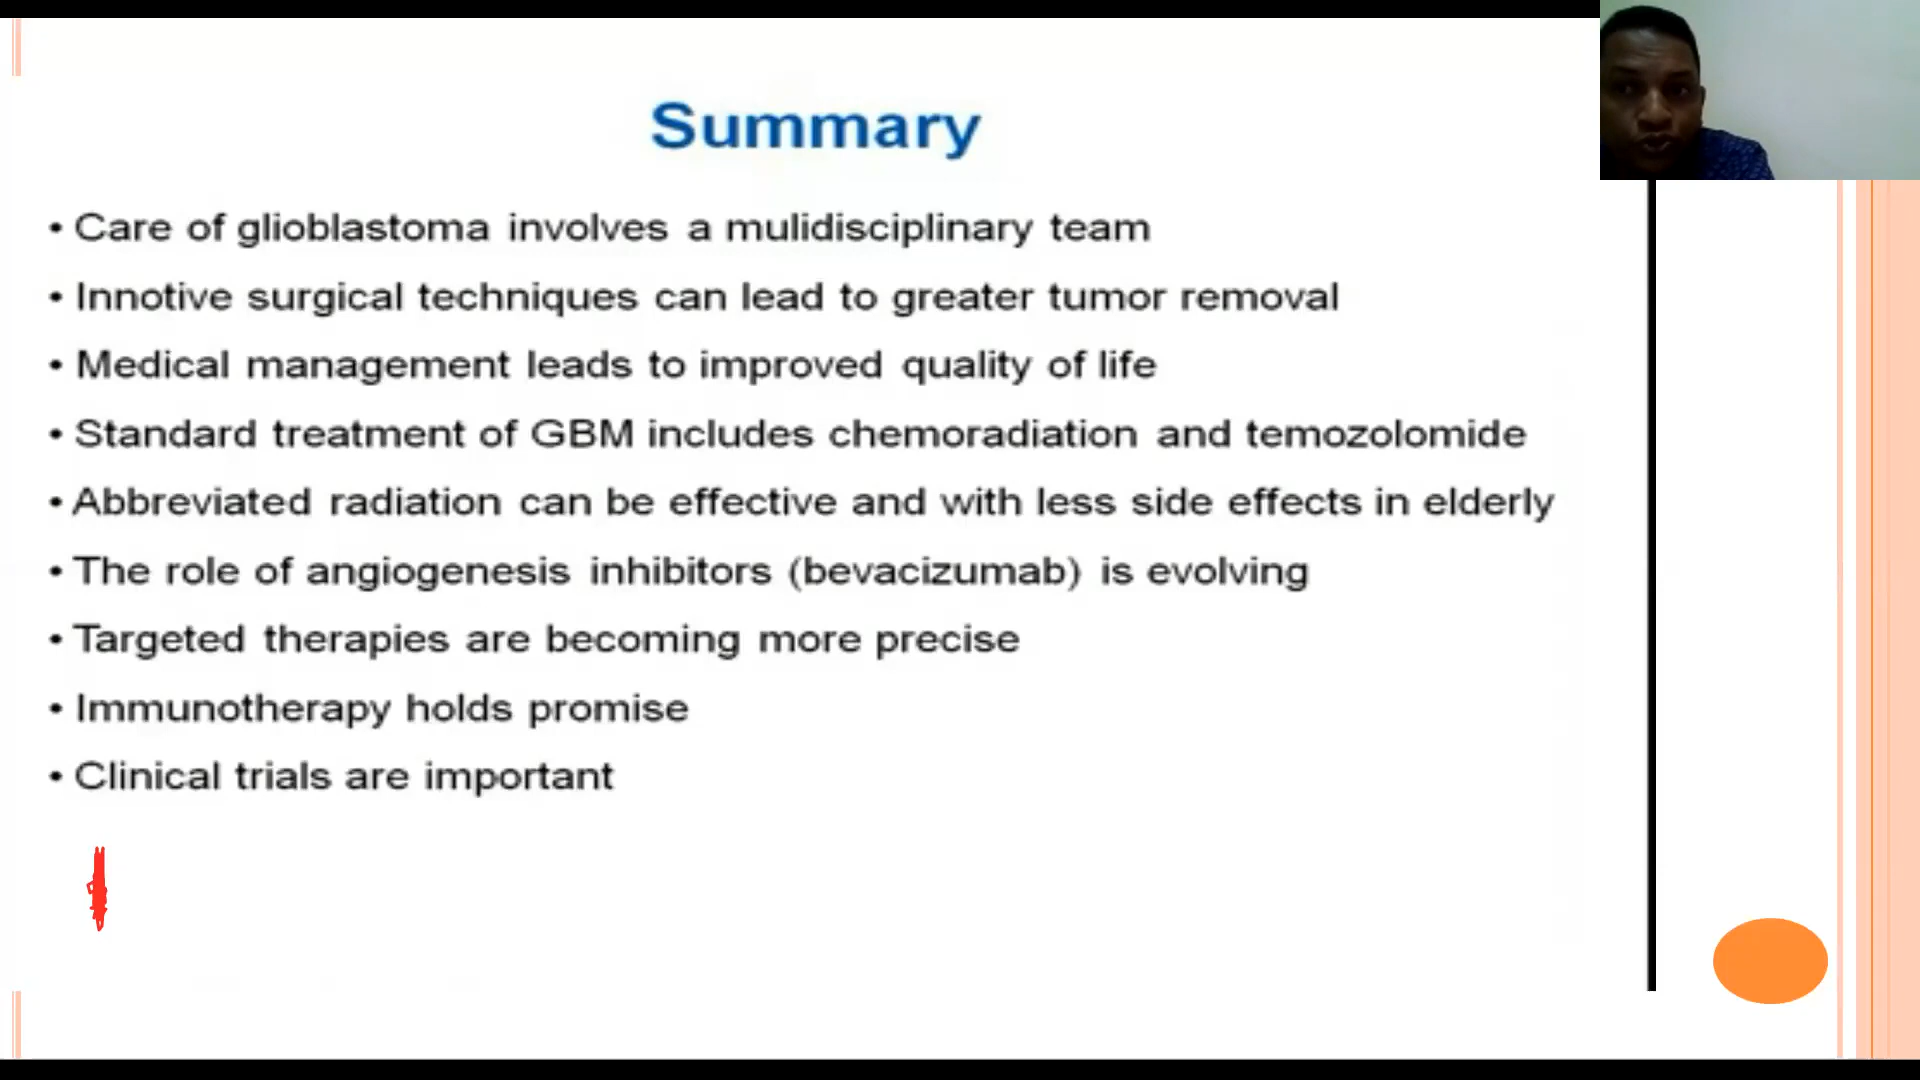 Summary
• Care of glioblastoma involves a mulidisciplinary team
• Innotive surgical techniques can lead to greater tumor removal
• Medical management leads to improved quality of life
• Standard treatment of GBM includes chemoradiation and temozolomide
• Abbreviated radiation can be effective and with less side effects in elderly
• The role of angiogenesis inhibitors (bevacizumab) is evolving
• Targeted therapies are becoming more precise
• Immunotherapy holds promise
• Clinical trials are important